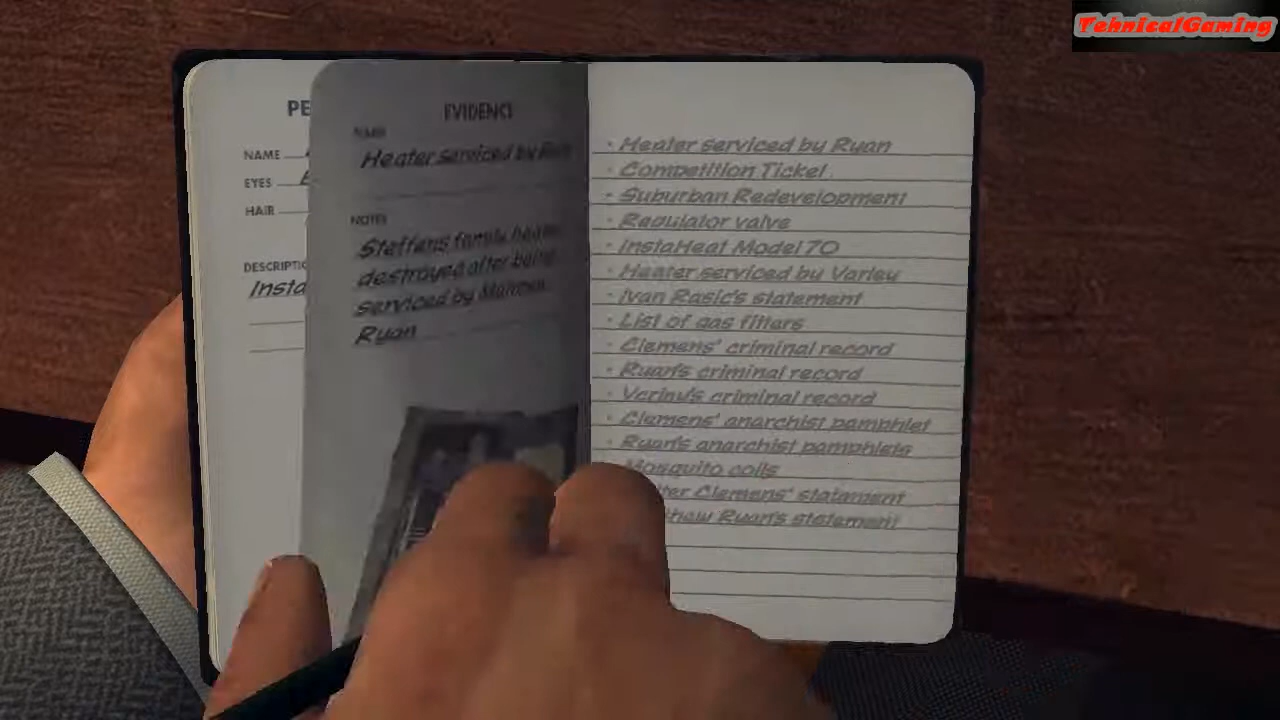 TehnicalGaming
PE
NAME
EYES
HAIR
Insta
EVIDENCE
NAME
Heater serviced by
NOTES
Steffens family heater
destroyed after being
serviced by
Ryan
· Heater serviced by Ryan
· Competition Ticket
· Suburban Redevelopment
· Regulator valve
· InstaHeat Model 70
· Heater serviced by Varley
· Ivan Rasic's statement
· List of gas fitters
· Clemens' criminal record
· Ryan's criminal record
· Varley's criminal record
· Clemens' anarchist pamphlet
· Ryan's anarchist pamphlets
Mosquito coils
Clemens' statement
Ryan's statement